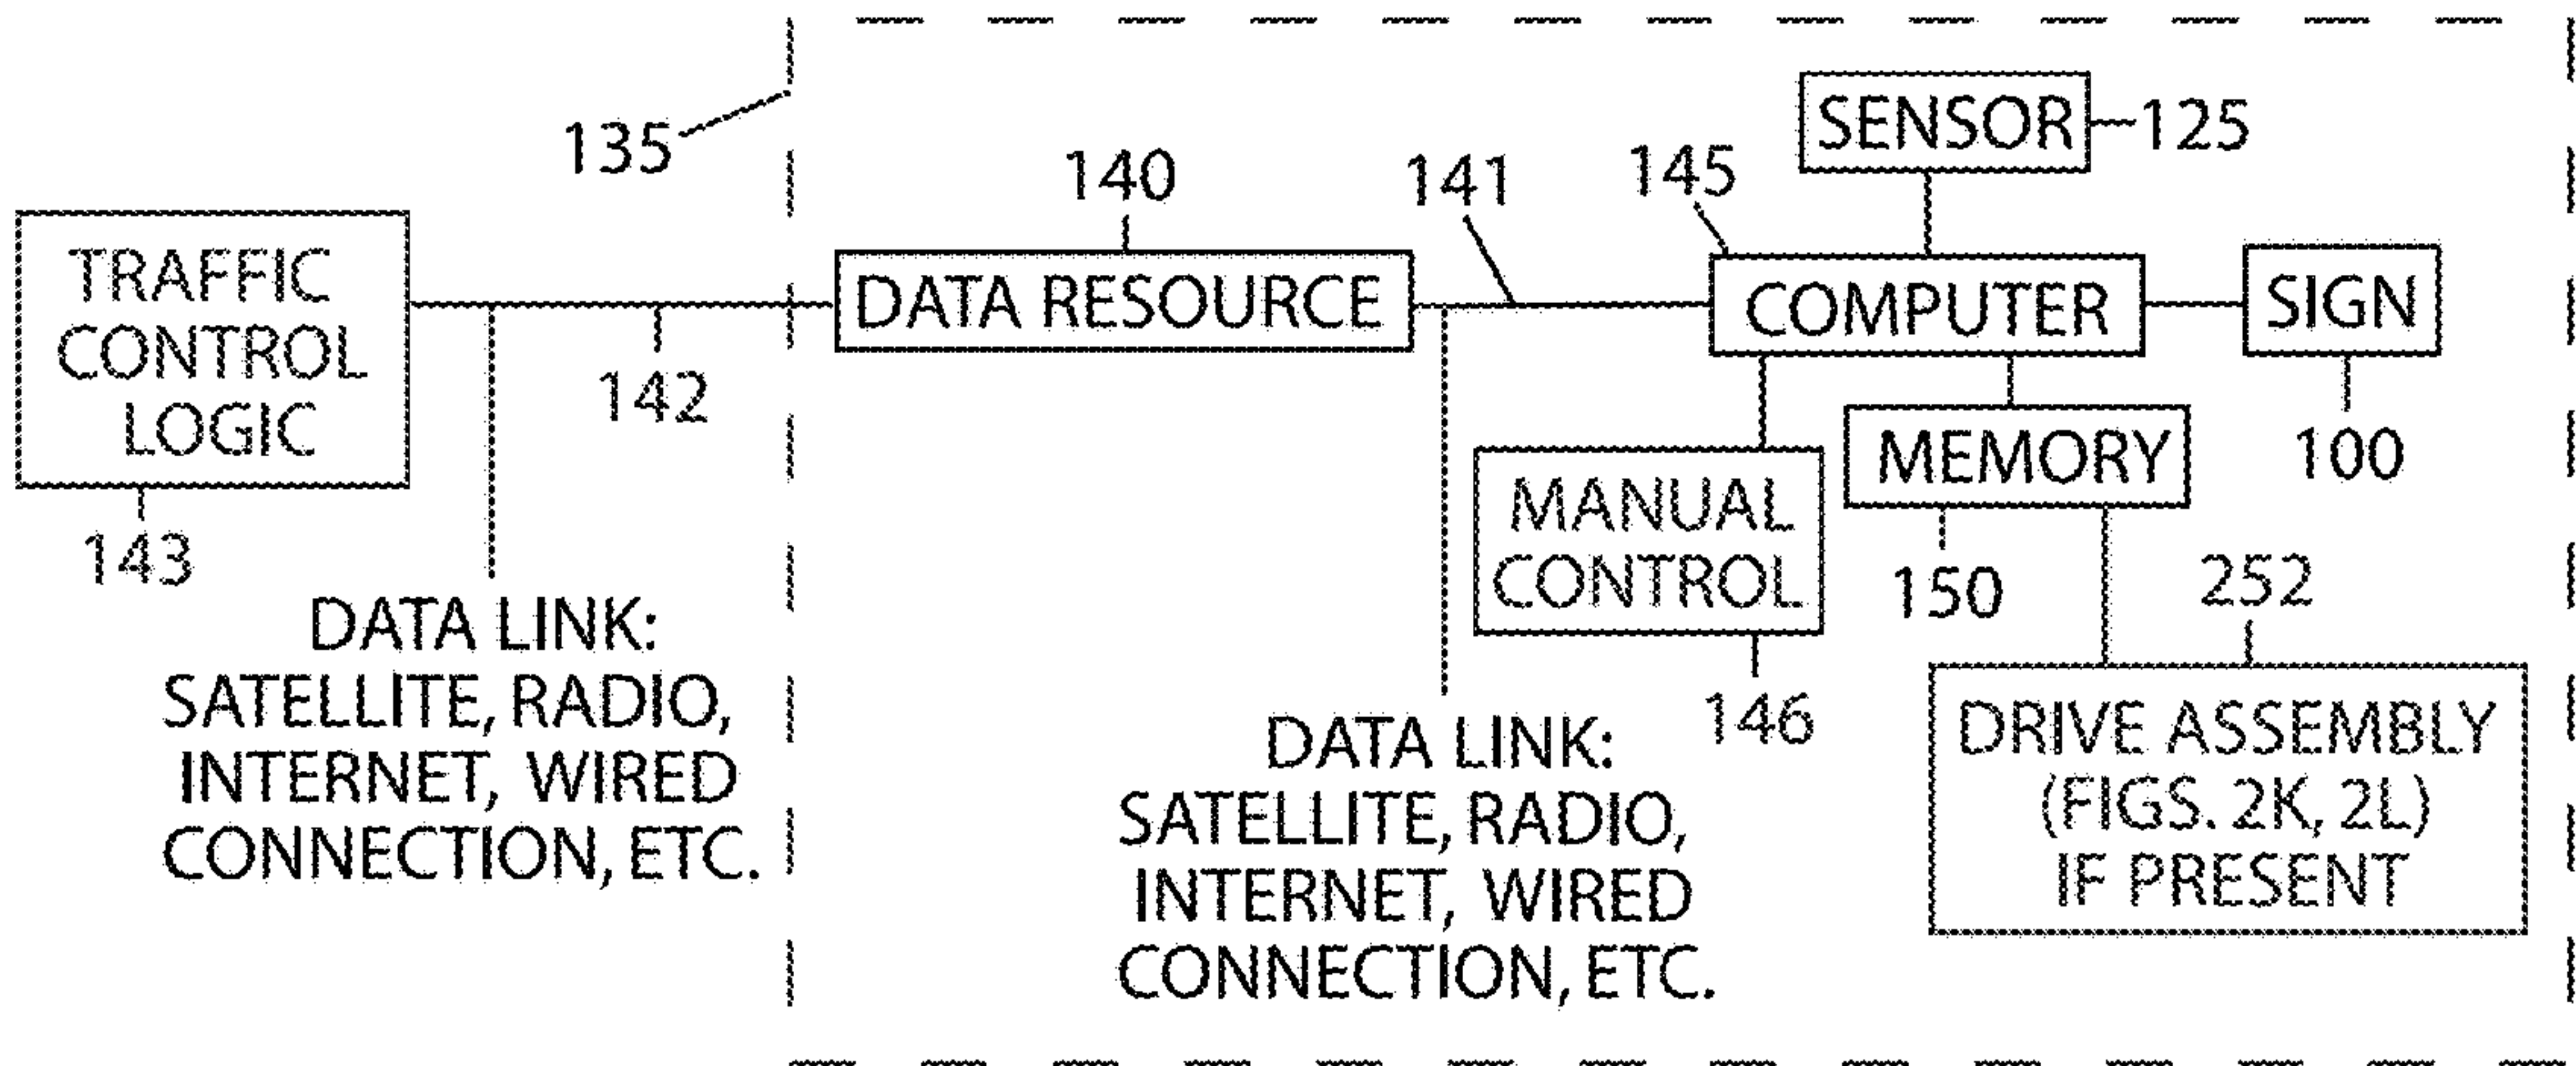 SENSOR
125
135
140
141
145
TRAFFIC
CONTROL
LOGIC
DATA RESOURCE
COMPUTER
SIGN
142
MEMORY
100
143
MANUAL
CONTROL
150
252
DATA LINK:
SATELLITE, RADIO,
INTERNET, WIRED
CONNECTION, ETC.
146
DATA LINK:
SATELLITE, RADIO,
INTERNET, WIRED
CONNECTION, ETC.
DRIVE ASSEMBLY
(FIGS. 2K, 2L)
IF PRESENT